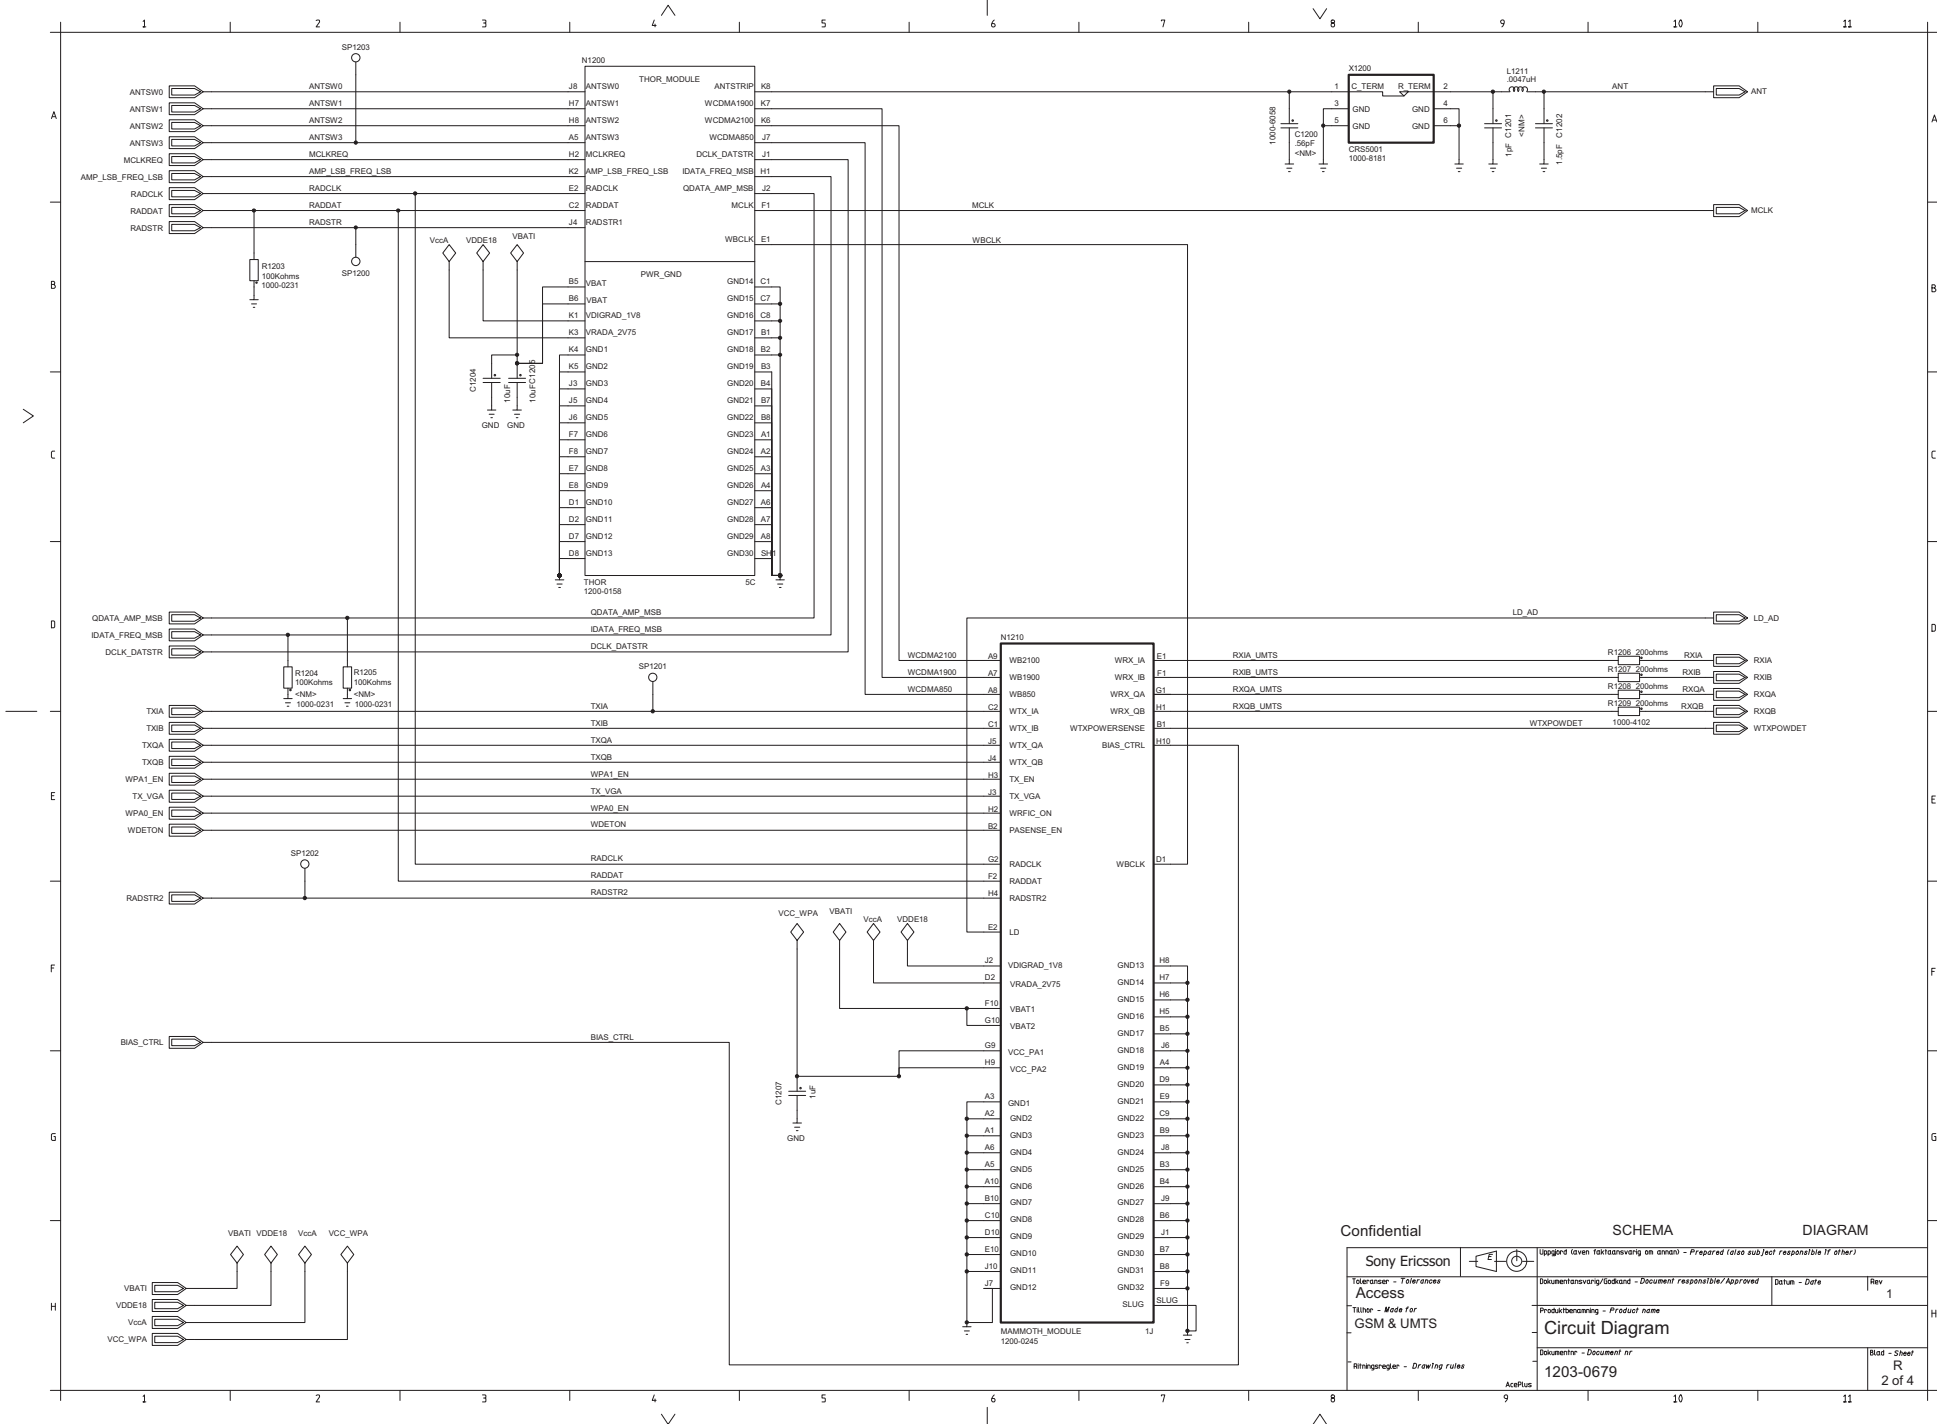 1 2 3 4 5 6 7 8 9 10 11
A
B
C
D
E
F
G
H
SP1203
N1200
THOR_MODULE
ANTSW0 ANTSW0 J8 ANTSW0 ANTSTRIP K8
ANTSW1 ANTSW1 H7 ANTSW1 WCDMA1900 K7
ANTSW2 ANTSW2 H8 ANTSW2 WCDMA2100 K6
ANTSW3 ANTSW3 A5 ANTSW3 WCDMA850 J7
MCLKREQ MCLKREQ H2 MCLKREQ DCLK_DATSTR J1
AMP_LSB_FREQ_LSB AMP_LSB_FREQ_LSB K2 AMP_LSB_FREQ_LSB IDATA_FREQ_MSB H1
RADCLK RADCLK E2 RADCLK QDATA_AMP_MSB J2
RADDAT RADDAT C2 RADDAT MCLK F1 MCLK MCLK
RADSTR RADSTR J4 RADSTR1
WBCLK E1 WBCLK
X1200
1 C_TERM R_TERM 2
3 GND GND 4
5 GND GND 6
CRS5001
1000-8181
1000-6058
C1200
.56pF
<NM>
L1211
.0047uH
ANT ANT
1pF C1201
<NM>
1.5pF C1202
R1203
100Kohms
1000-0231
SP1200
VccA VDDE18 VBATI
PWR_GND
B5 VBAT GND14 C1
B6 VBAT GND15 C7
K1 VDIGRAD_1V8 GND16 C8
K3 VRADA_2V75 GND17 B1
K4 GND1 GND18 B2
K5 GND2 GND19 B3
J3 GND3 GND20 B4
J5 GND4 GND21 B7
J6 GND5 GND22 B8
F7 GND6 GND23 A1
F8 GND7 GND24 A2
E7 GND8 GND25 A3
E8 GND9 GND26 A4
D1 GND10 GND27 A6
D2 GND11 GND28 A7
D7 GND12 GND29 A8
D8 GND13 GND30 SH1
THOR 5C
1200-0158
C1204
10uF
10uF C1205
GND GND
QDATA_AMP_MSB QDATA_AMP_MSB
IDATA_FREQ_MSB IDATA_FREQ_MSB
DCLK_DATSTR DCLK_DATSTR
R1204
100Kohms
<NM>
1000-0231
R1205
100Kohms
<NM>
1000-0231
SP1201
LD_AD LD_AD
N1210
WCDMA2100 A9 WB2100 WRX_IA E1 RXIA_UMTS R1206 200ohms RXIA RXIA
WCDMA1900 A7 WB1900 WRX_IB F1 RXIB_UMTS R1207 200ohms RXIB RXIB
WCDMA850 A8 WB850 WRX_QA G1 RXQA_UMTS R1208 200ohms RXQA RXQA
TXIA TXIA C2 WTX_IA WRX_QB H1 RXQB_UMTS R1209 200ohms RXQB RXQB
TXIB TXIB C1 WTX_IB WTXPOWERSENSE B1 WTXPOWDET 1000-4102 WTXPOWDET
TXQA TXQA J5 WTX_QA BIAS_CTRL H10
TXQB TXQB J4 WTX_QB
WPA1_EN WPA1_EN H3 TX_EN
TX_VGA TX_VGA J3 TX_VGA
WPA0_EN WPA0_EN H2 WRFIC_ON
WDETON WDETON B2 PASENSE_EN
SP1202
RADCLK G2 RADCLK WBCLK D1
RADDAT F2 RADDAT
RADSTR2 RADSTR2 H4 RADSTR2
VCC_WPA VBATI VccA VDDE18
E2 LD
J2 VDIGRAD_1V8 GND13 H8
D2 VRADA_2V75 GND14 H7
GND15 H6
F10 VBAT1 GND16 H5
G10 VBAT2 GND17 B5
BIAS_CTRL BIAS_CTRL
G9 VCC_PA1 GND18 J6
H9 VCC_PA2 GND19 A4
GND20 D9
C1207
1uF
GND
A3 GND1 GND21 E9
A2 GND2 GND22 C9
A1 GND3 GND23 B9
A6 GND4 GND24 J8
A5 GND5 GND25 B3
A10 GND6 GND26 B4
B10 GND7 GND27 J9
C10 GND8 GND28 B6
D10 GND9 GND29 J1
E10 GND10 GND30 B7
J10 GND11 GND31 B8
J7 GND12 GND32 F9
SLUG SLUG
MAMMOTH_MODULE 1J
1200-0245
VBATI VDDE18 VccA VCC_WPA
VBATI
VDDE18
VccA
VCC_WPA
Confidential SCHEMA DIAGRAM
Sony Ericsson E
Uppgjord (även faktaansvarig om annan) - Prepared (also subject responsible if other)
Toleranser - Tolerances
Access
Dokumentansvarig/Godkänd - Document responsible/Approved
Datum - Date
Rev
1
Tillhör - Made for
GSM & UMTS
Produktbenämning - Product name
Circuit Diagram
Ritningsregler - Drawing rules
AcePlus
Dokumentnr - Document nr
1203-0679
Blad - Sheet
R
2 of 4
A
B
C
D
E
F
G
H
1 2 3 4 5 6 7 8 9 10 11